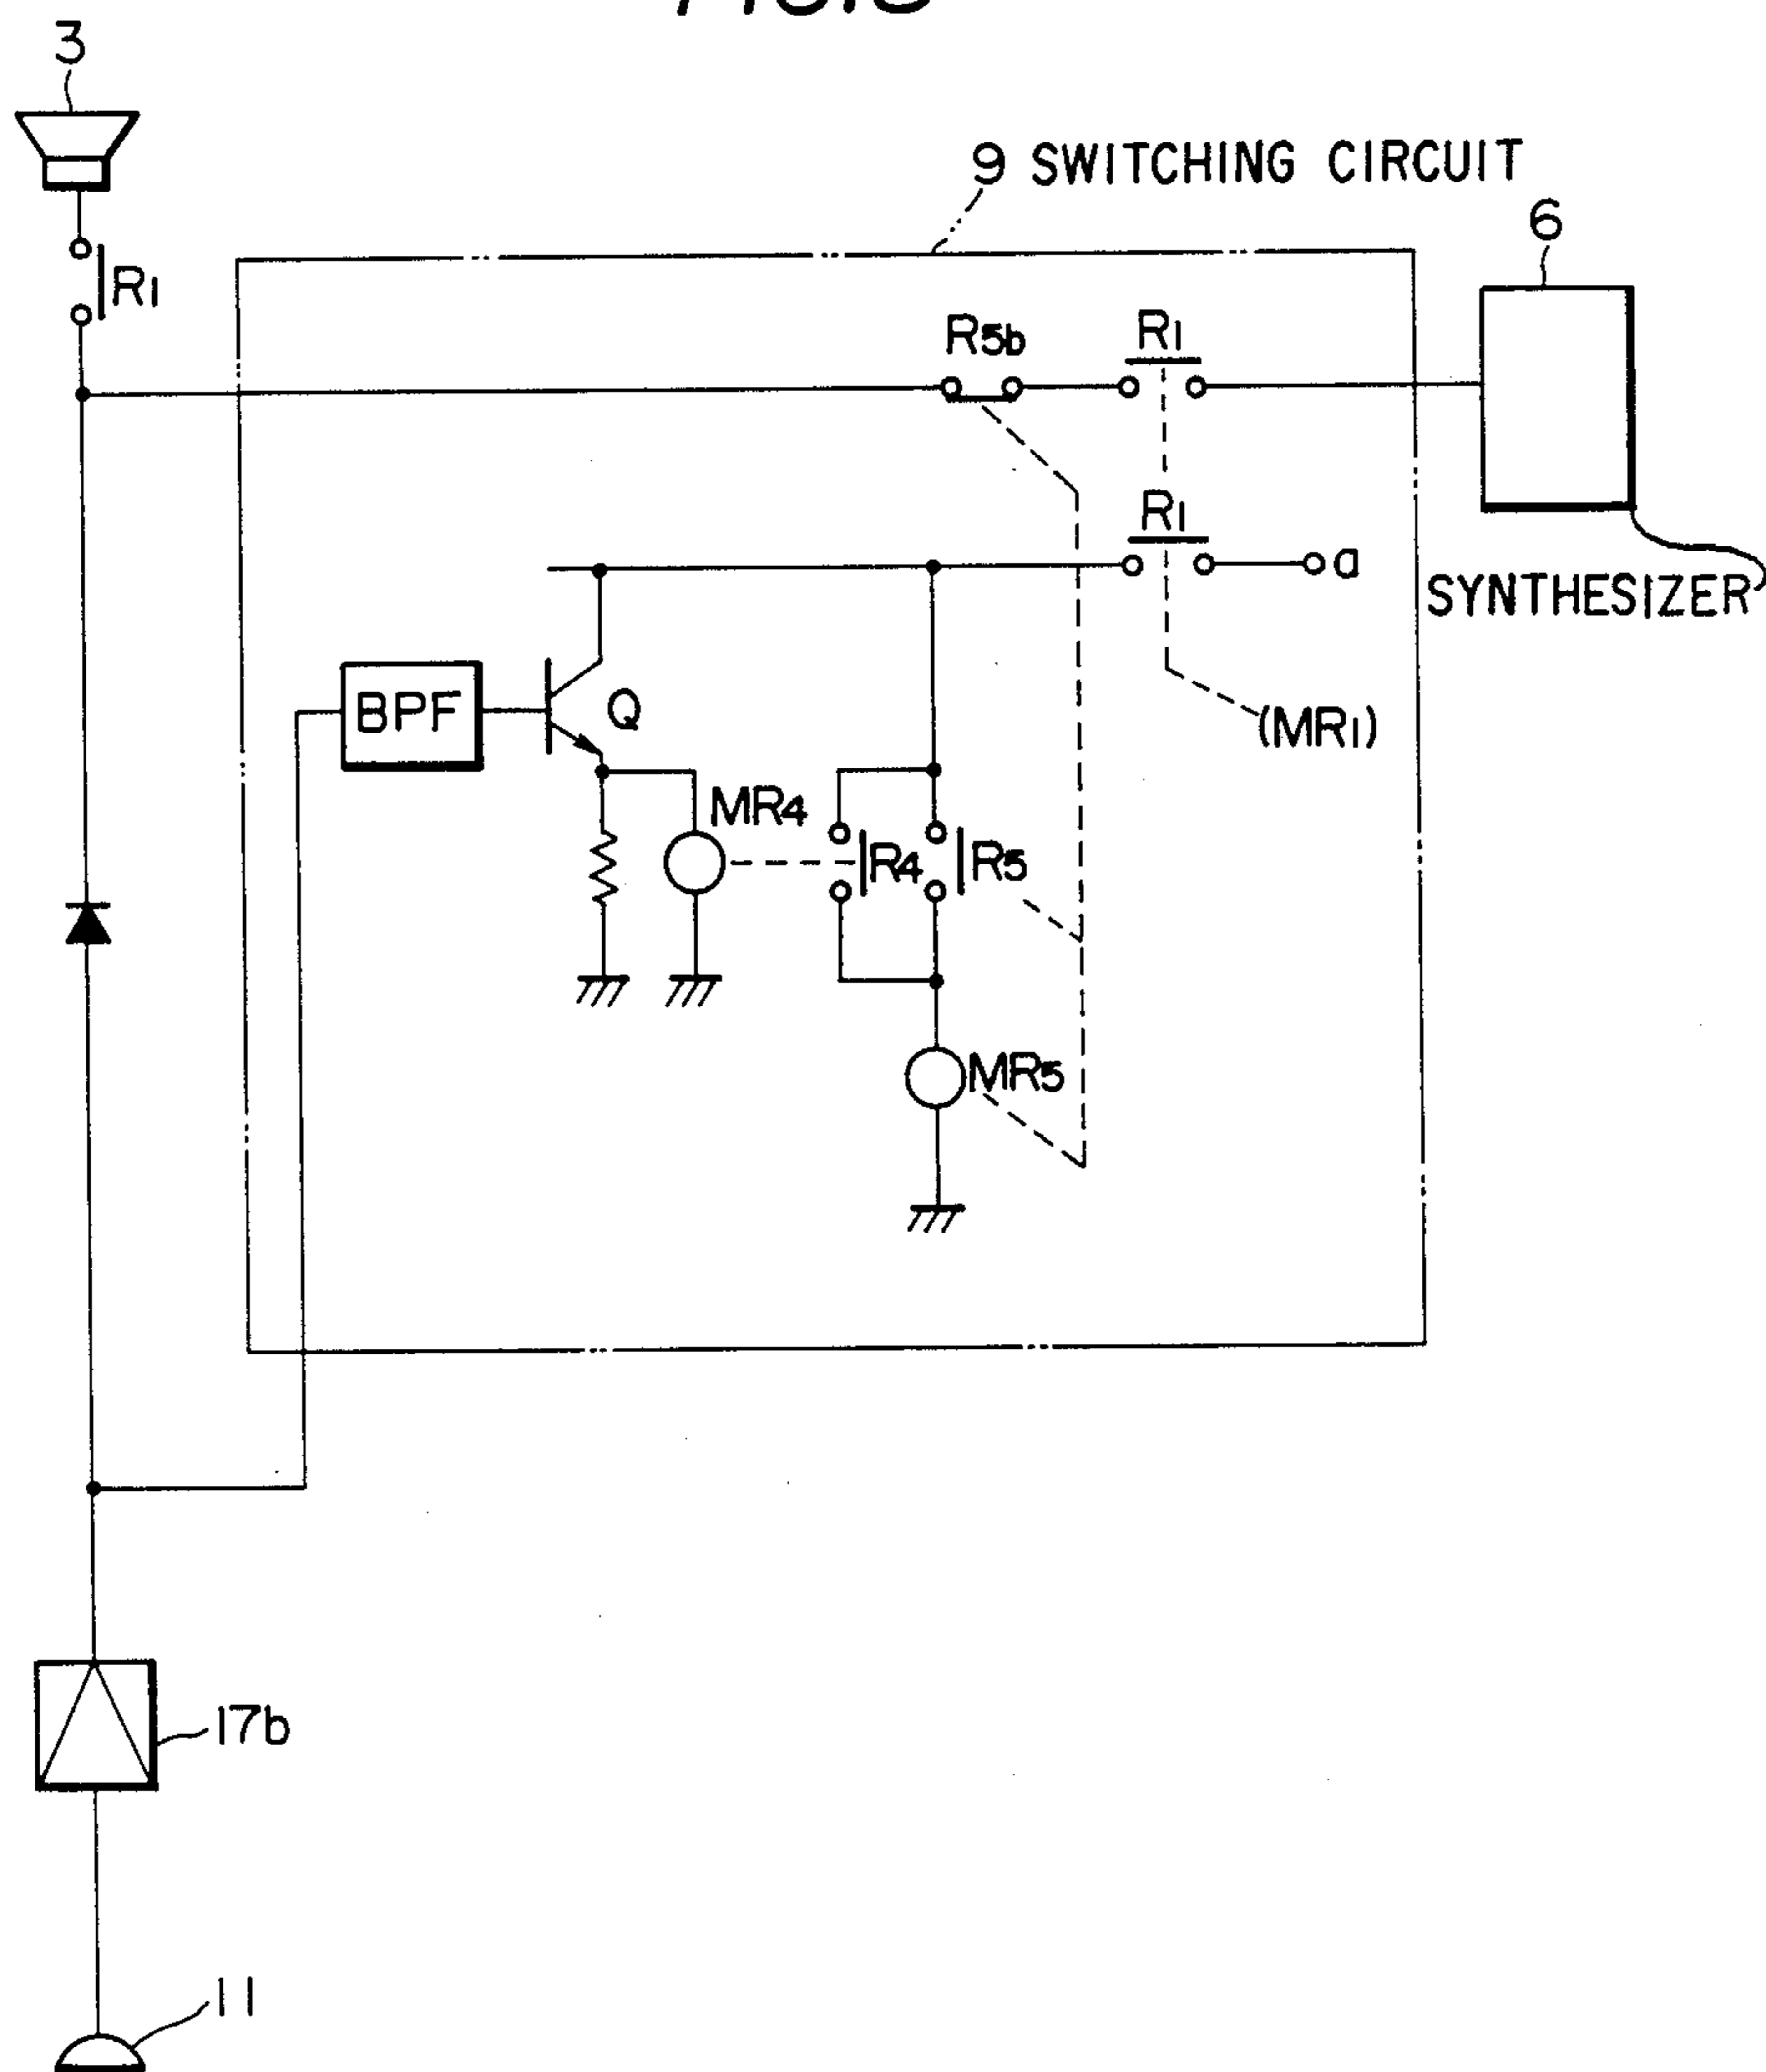 3
9 SWITCHING CIRCUIT
6
R1
R5b
R1
R1
a
SYNTHESIZER
BPF
Q
(MR1)
MR4
R4
R5
MR5
17b
11